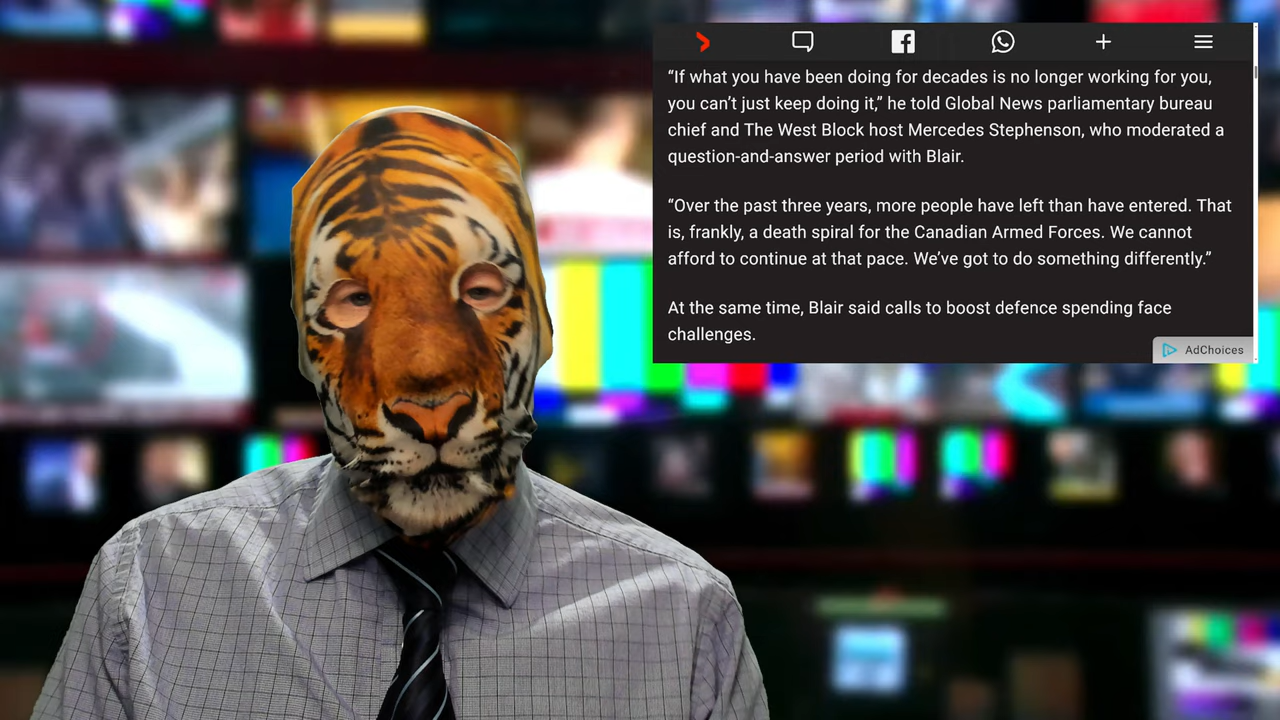 “If what you have been doing for decades is no longer working for you,
you can’t just keep doing it,” he told Global News parliamentary bureau
chief and The West Block host Mercedes Stephenson, who moderated a
question-and-answer period with Blair.
“Over the past three years, more people have left than have entered. That
is, frankly, a death spiral for the Canadian Armed Forces. We cannot
afford to continue at that pace. We’ve got to do something differently.”
At the same time, Blair said calls to boost defence spending face
challenges.
AdChoices